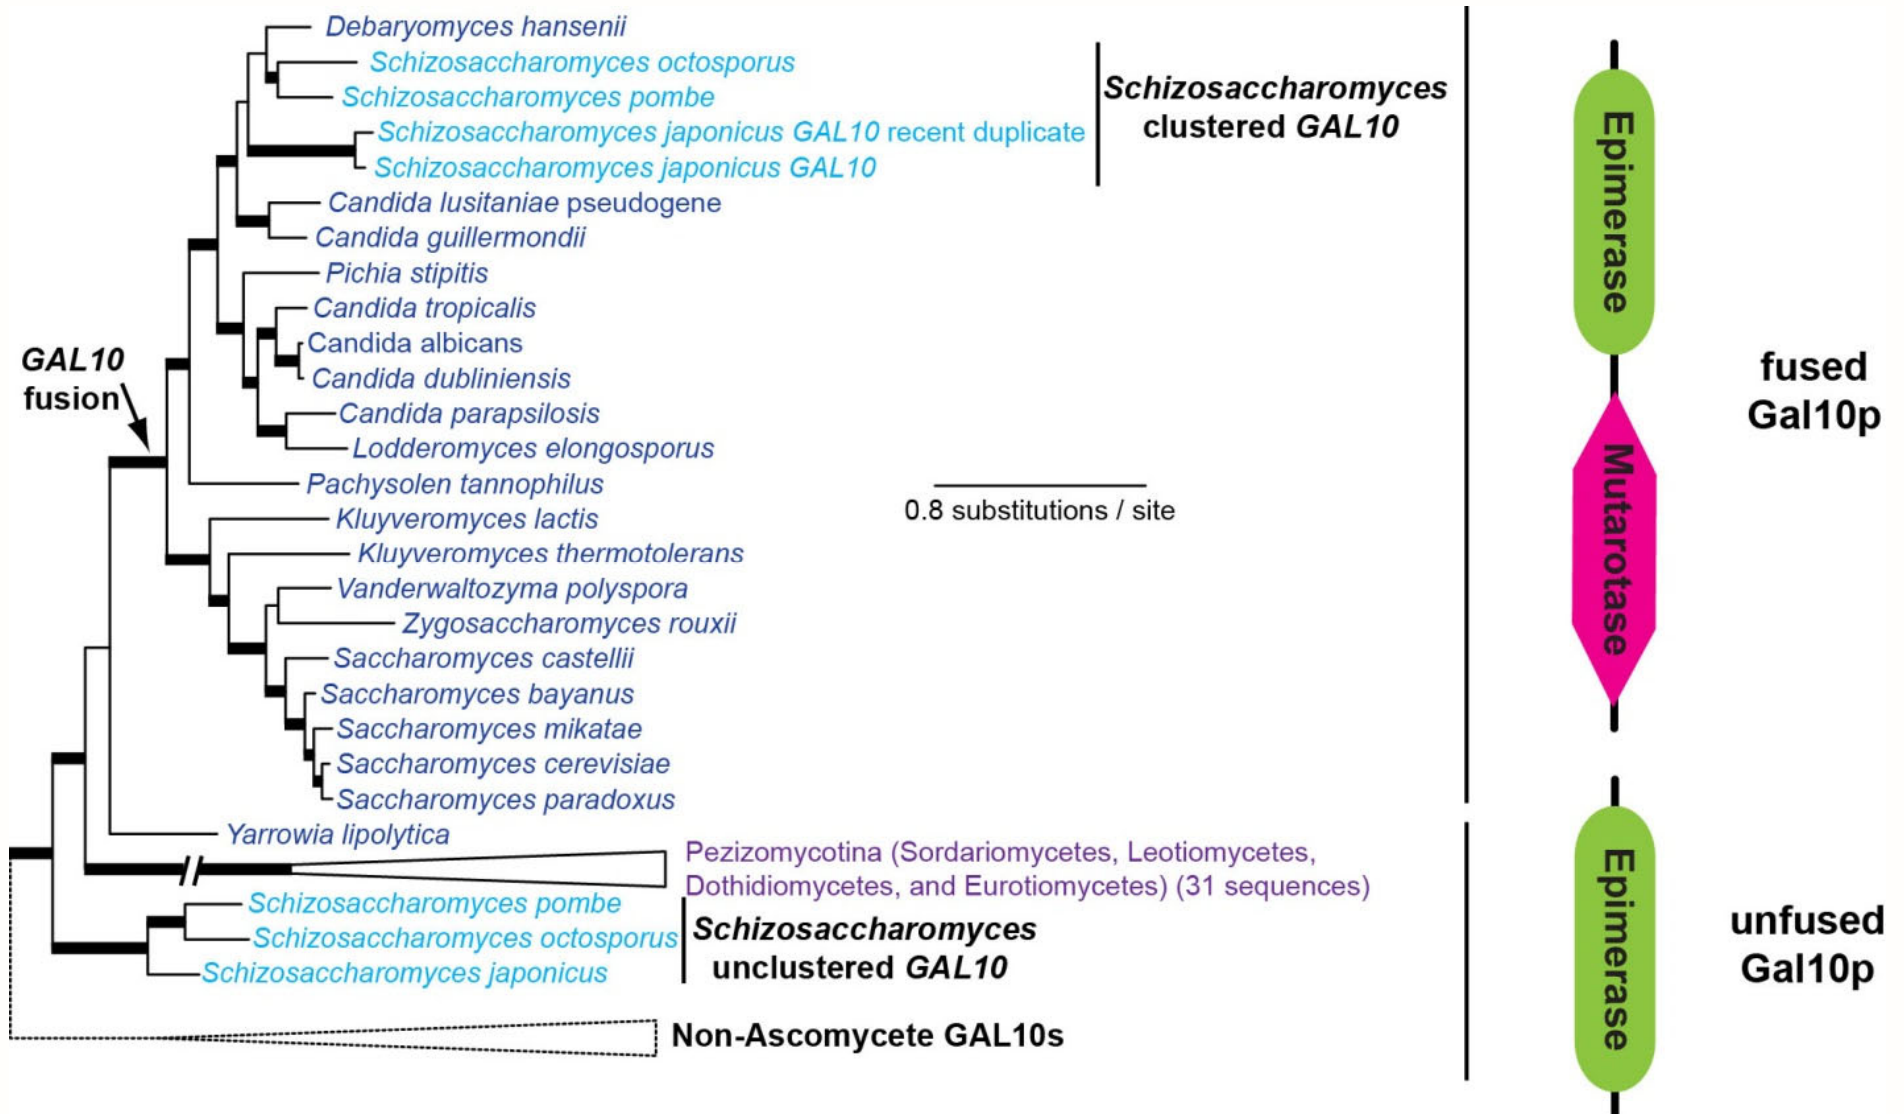 Debaryomyces hansenii
Schizosaccharomyces octosporus
Schizosaccharomyces pombe
Schizosaccharomyces japonicus GAL10 recent duplicate
Schizosaccharomyces japonicus GAL10
Schizosaccharomyces
clustered GAL10
Candida lusitaniae pseudogene
Candida guillermondii
Pichia stipitis
Candida tropicalis
Candida albicans
Candida dubliniensis
Candida parapsilosis
Lodderomyces elongosporus
Pachysolen tannophilus
GAL10
fusion
Kluyveromyces lactis
Kluyveromyces thermotolerans
Vanderwaltozyma polyspora
Zygosaccharomyces rouxii
Saccharomyces castellii
Saccharomyces bayanus
Saccharomyces mikatae
Saccharomyces cerevisiae
Saccharomyces paradoxus
0.8 substitutions / site
Yarrowia lipolytica
Pezizomycotina (Sordariomycetes, Leotiomycetes,
Dothidiomycetes, and Eurotiomycetes) (31 sequences)
Schizosaccharomyces pombe
Schizosaccharomyces octosporus
Schizosaccharomyces japonicus
Schizosaccharomyces
unclustered GAL10
Non-Ascomycete GAL10s
Epimerase
Mutarotase
fused
Gal10p
Epimerase
unfused
Gal10p